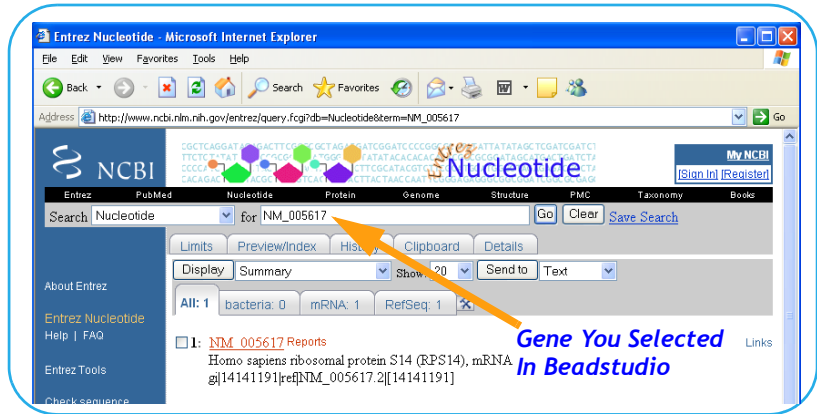 Entrez Nucleotide - Microsoft Internet Explorer
File Edit View Favorites Tools Help
Back Search Favorites
Address http://www.ncbi.nlm.nih.gov/entrez/query.fcgi?db=Nucleotide&term=NM_005617 Go
NCBI Entrez Nucleotide My NCBI
[Sign In] [Register]
Entrez PubMed Nucleotide Protein Genome Structure PMC Taxonomy Books
Search Nucleotide for NM_005617 Go Clear Save Search
Limits Preview/Index History Clipboard Details
Display Summary Show: 20 Send to Text
About Entrez
All: 1 bacteria: 0 mRNA: 1 RefSeq: 1
Entrez Nucleotide
Help | FAQ
1: NM_005617 Reports Links
Homo sapiens ribosomal protein S14 (RPS14), mRNA
gi|14141191|ref|NM_005617.2|[14141191]
Entrez Tools
Check sequence
Gene You Selected
In Beadstudio